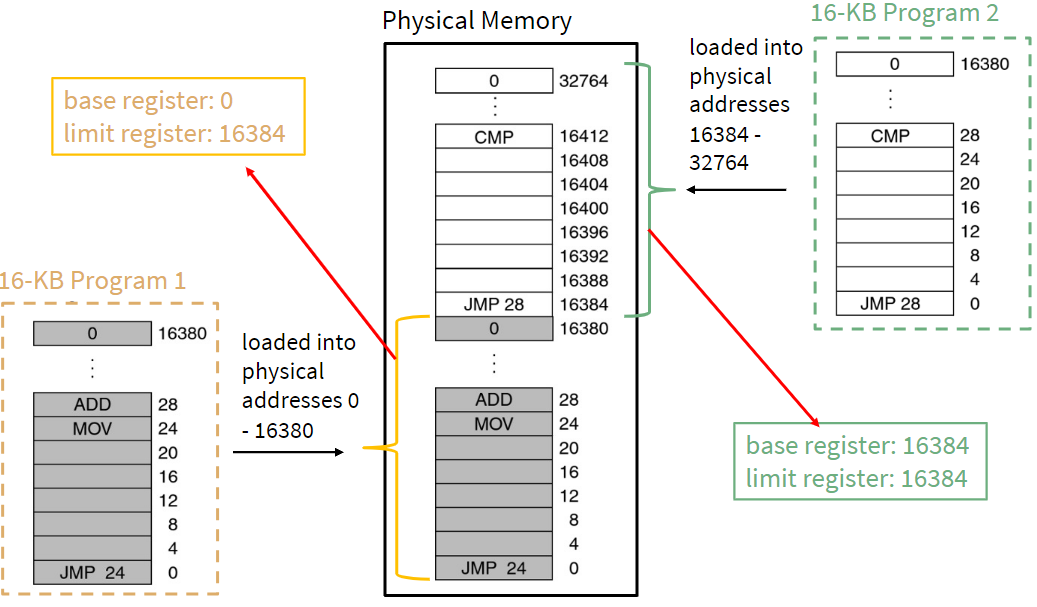 Physical Memory
16-KB Program 2
base register: 0
limit register: 16384
loaded into
physical
addresses
16384 -
32764
0 32764
⋮
CMP 16412
16408
16404
16400
16396
16392
16388
JMP 28 16384
0 16380
⋮
ADD 28
MOV 24
20
16
12
8
4
JMP 24 0
0 16380
⋮
CMP 28
24
20
16
12
8
4
JMP 28 0
16-KB Program 1
0 16380
⋮
ADD 28
MOV 24
20
16
12
8
4
JMP 24 0
loaded into
physical
addresses 0
- 16380
base register: 16384
limit register: 16384